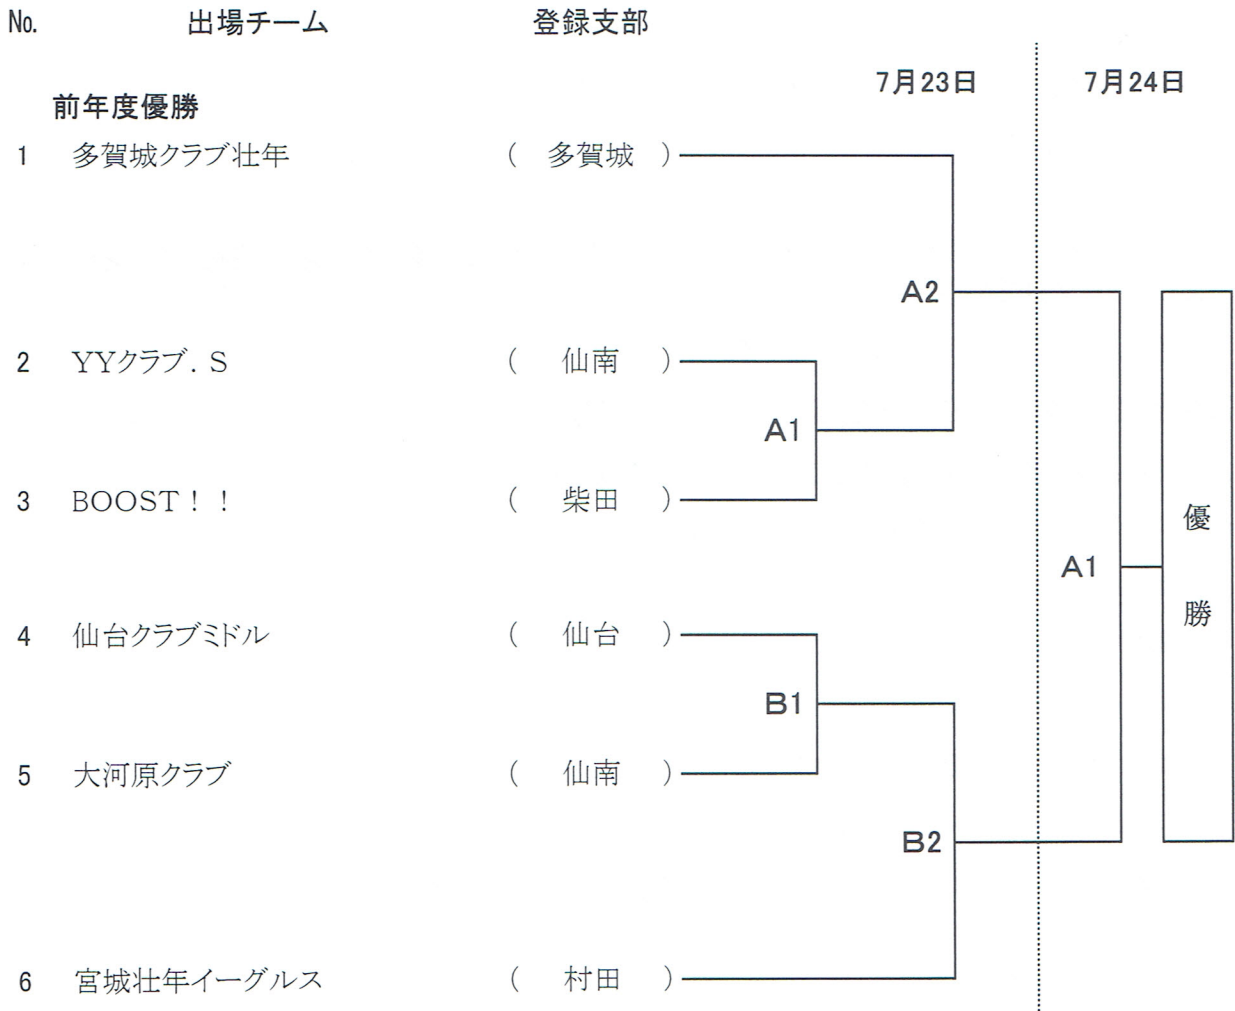 No. 出場チーム 登録支部
7月23日 7月24日
前年度優勝
1 多賀城クラブ壮年 ( 多賀城 )
A2
2 YYクラブ．S ( 仙南 )
A1
3 BOOST！！ ( 柴田 )
優勝
A1
4 仙台クラブミドル ( 仙台 )
B1
5 大河原クラブ ( 仙南 )
B2
6 宮城壮年イーグルス ( 村田 )